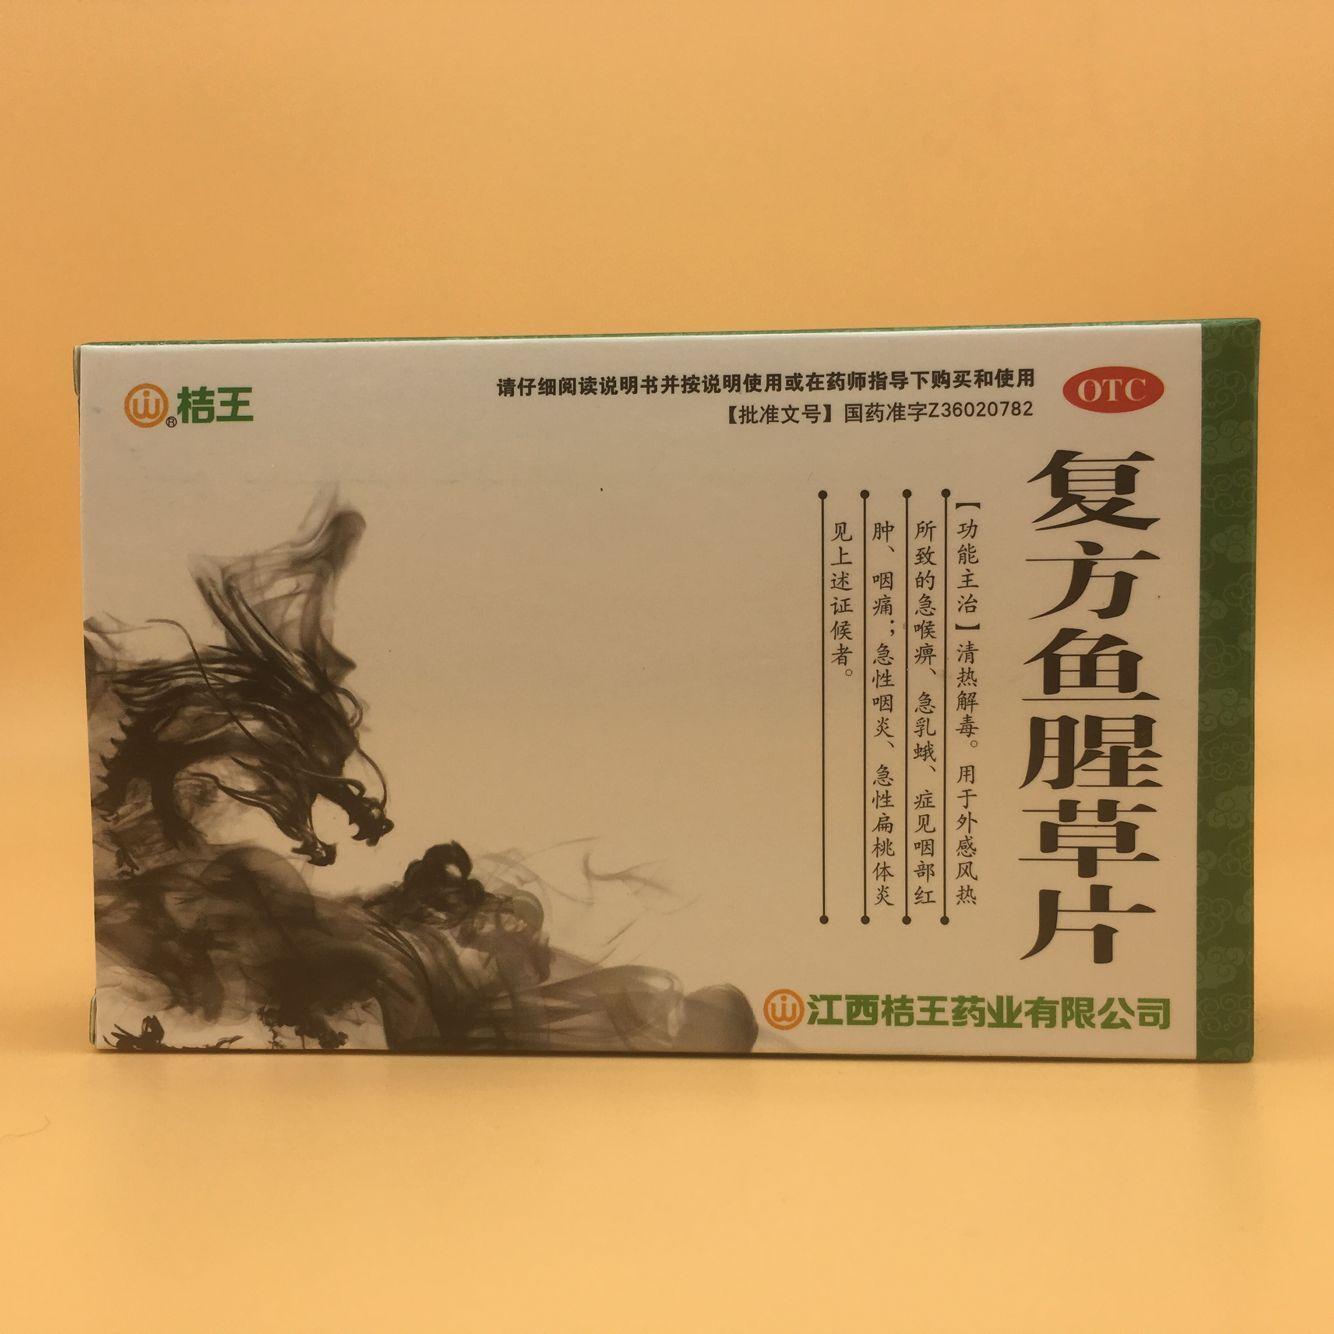 桔王
请仔细阅读说明书并按说明使用或在药师指导下购买和使用
【批准文号】国药准字Z36020782
OTC
复方鱼腥草片
【功能主治】清热解毒。用于外感风热
所致的急喉痹、急乳蛾、症见咽部红
肿、咽痛；急性咽炎、急性扁桃体炎
见上述证候者。
江西桔王药业有限公司